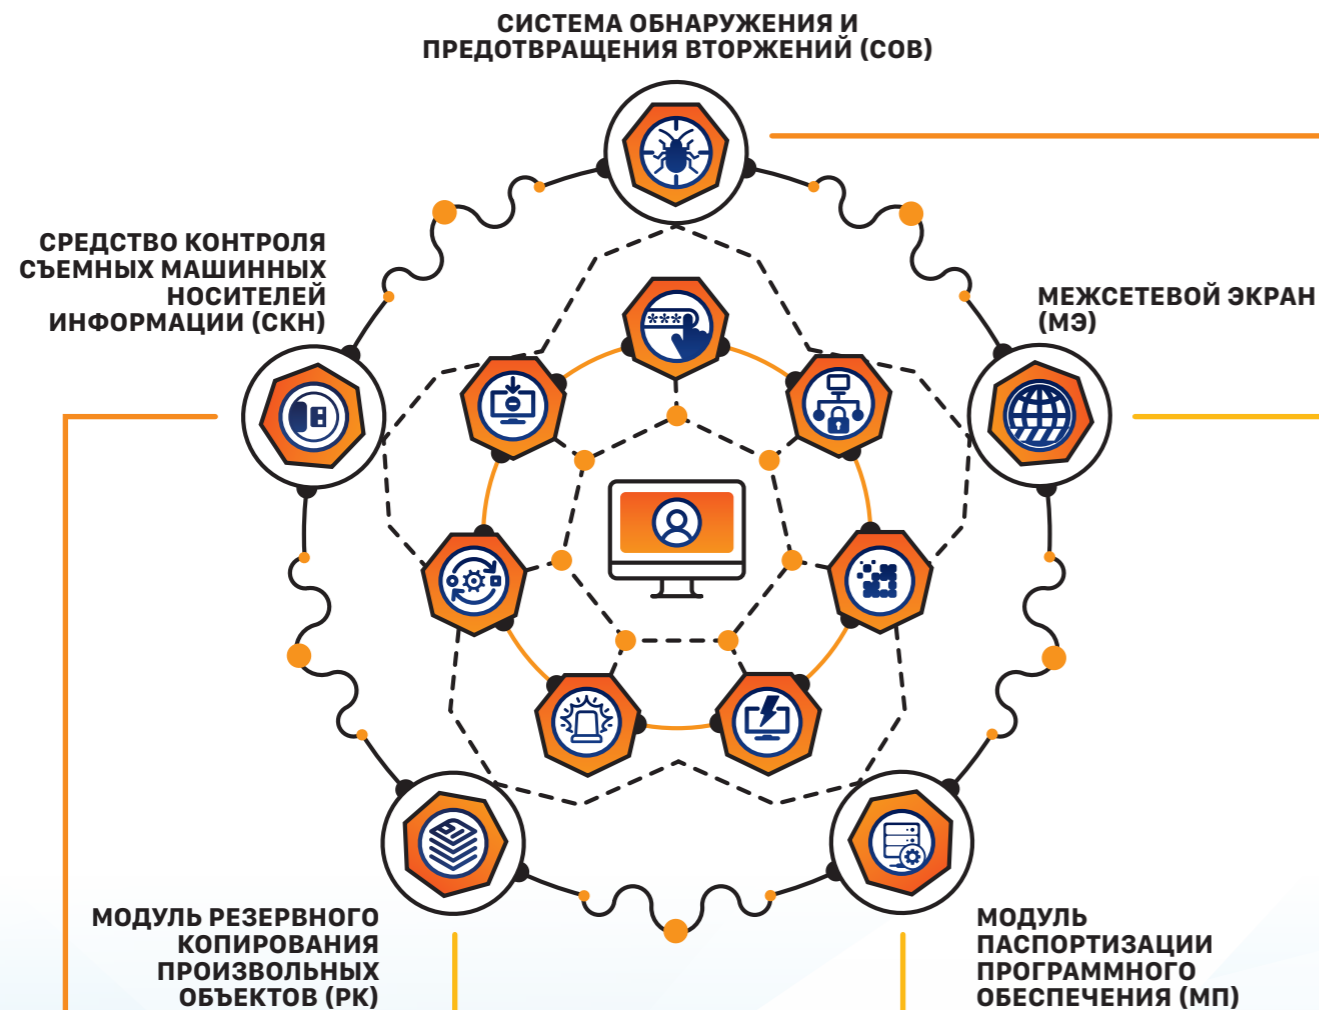 СИСТЕМА ОБНАРУЖЕНИЯ И
ПРЕДОТВРАЩЕНИЯ ВТОРЖЕНИЙ (СОВ)
СРЕДСТВО КОНТРОЛЯ
СЪЕМНЫХ МАШИННЫХ
НОСИТЕЛЕЙ
ИНФОРМАЦИИ (СКН)
МЕЖСЕТЕВОЙ ЭКРАН
(МЭ)
***
МОДУЛЬ РЕЗЕРВНОГО
КОПИРОВАНИЯ
ПРОИЗВОЛЬНЫХ
ОБЪЕКТОВ (РК)
МОДУЛЬ
ПАСПОРТИЗАЦИИ
ПРОГРАММНОГО
ОБЕСПЕЧЕНИЯ (МП)